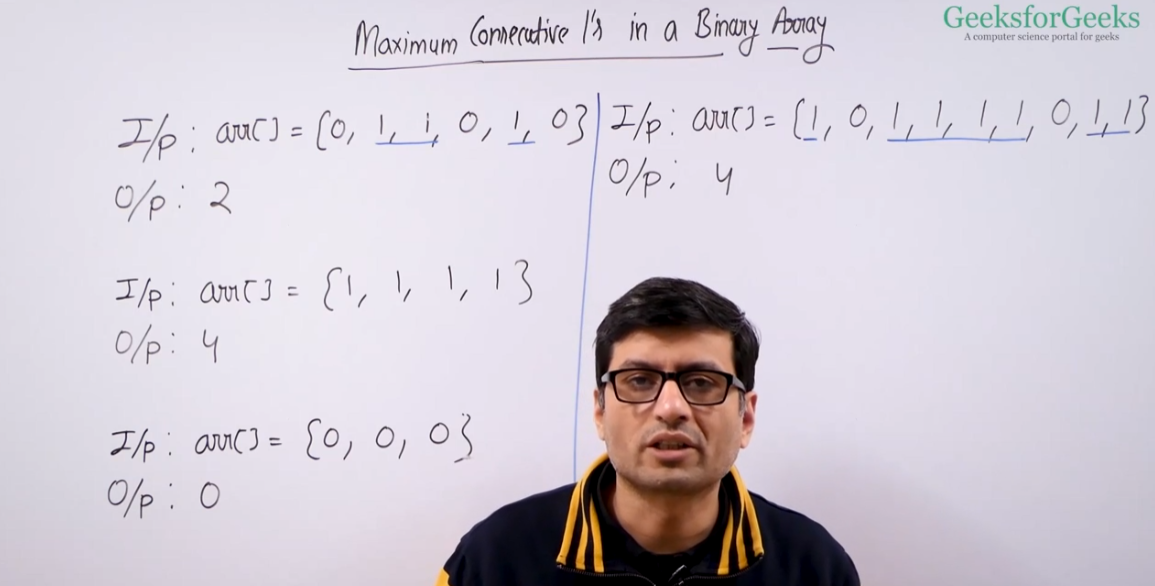 Maximum Consecutive 1's in a Binary Array
GeeksforGeeks
A computer science portal for geeks
I/p: arr[] = {0, 1, 1, 0, 1, 0}
O/p: 2
I/p: arr[] = {1, 1, 1, 1}
O/p: 4
I/p: arr[] = {0, 0, 0}
O/p: 0
I/p: arr[] = {1, 0, 1, 1, 1, 1, 0, 1, 1}
O/p: 4